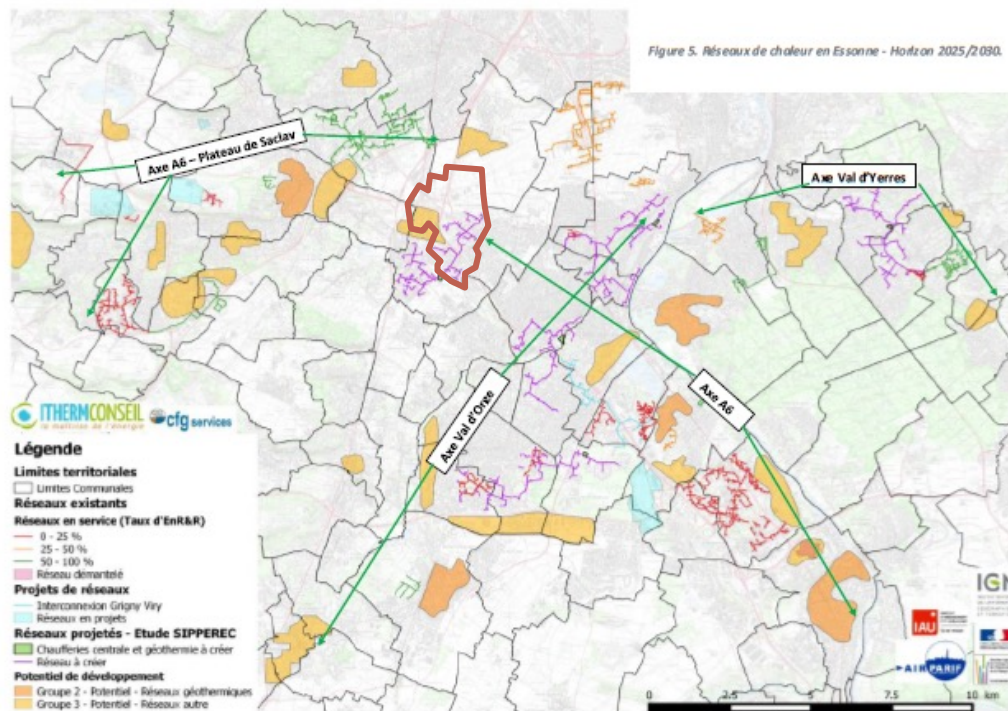 Figure 5. Réseaux de chaleur en Essonne - Horizon 2025/2030.
Axe A6 – Plateau de Saclay
Axe Val d'Yerres
Axe Val d'Orge
Axe A6
ITHERMCONSEIL
la maîtrise de l'énergie
cfg services
Légende
Limites territoriales
Limites Communales
Réseaux existants
Réseaux en service (Taux d'EnR&R)
0 - 25 %
25 - 50 %
50 - 100 %
Réseau démantelé
Projets de réseaux
Interconnexion Grigny Viry
Réseaux en projets
Réseaux projetés - Etude SIPPEREC
Chaufferies centrale et géothermie à créer
Réseau à créer
Potentiel de développement
Groupe 2 - Potentiel - Réseaux géothermiques
Groupe 3 - Potentiel - Réseaux autre
IGN
IAU
AIRPARIF
0 2.5 5 7.5 10 km